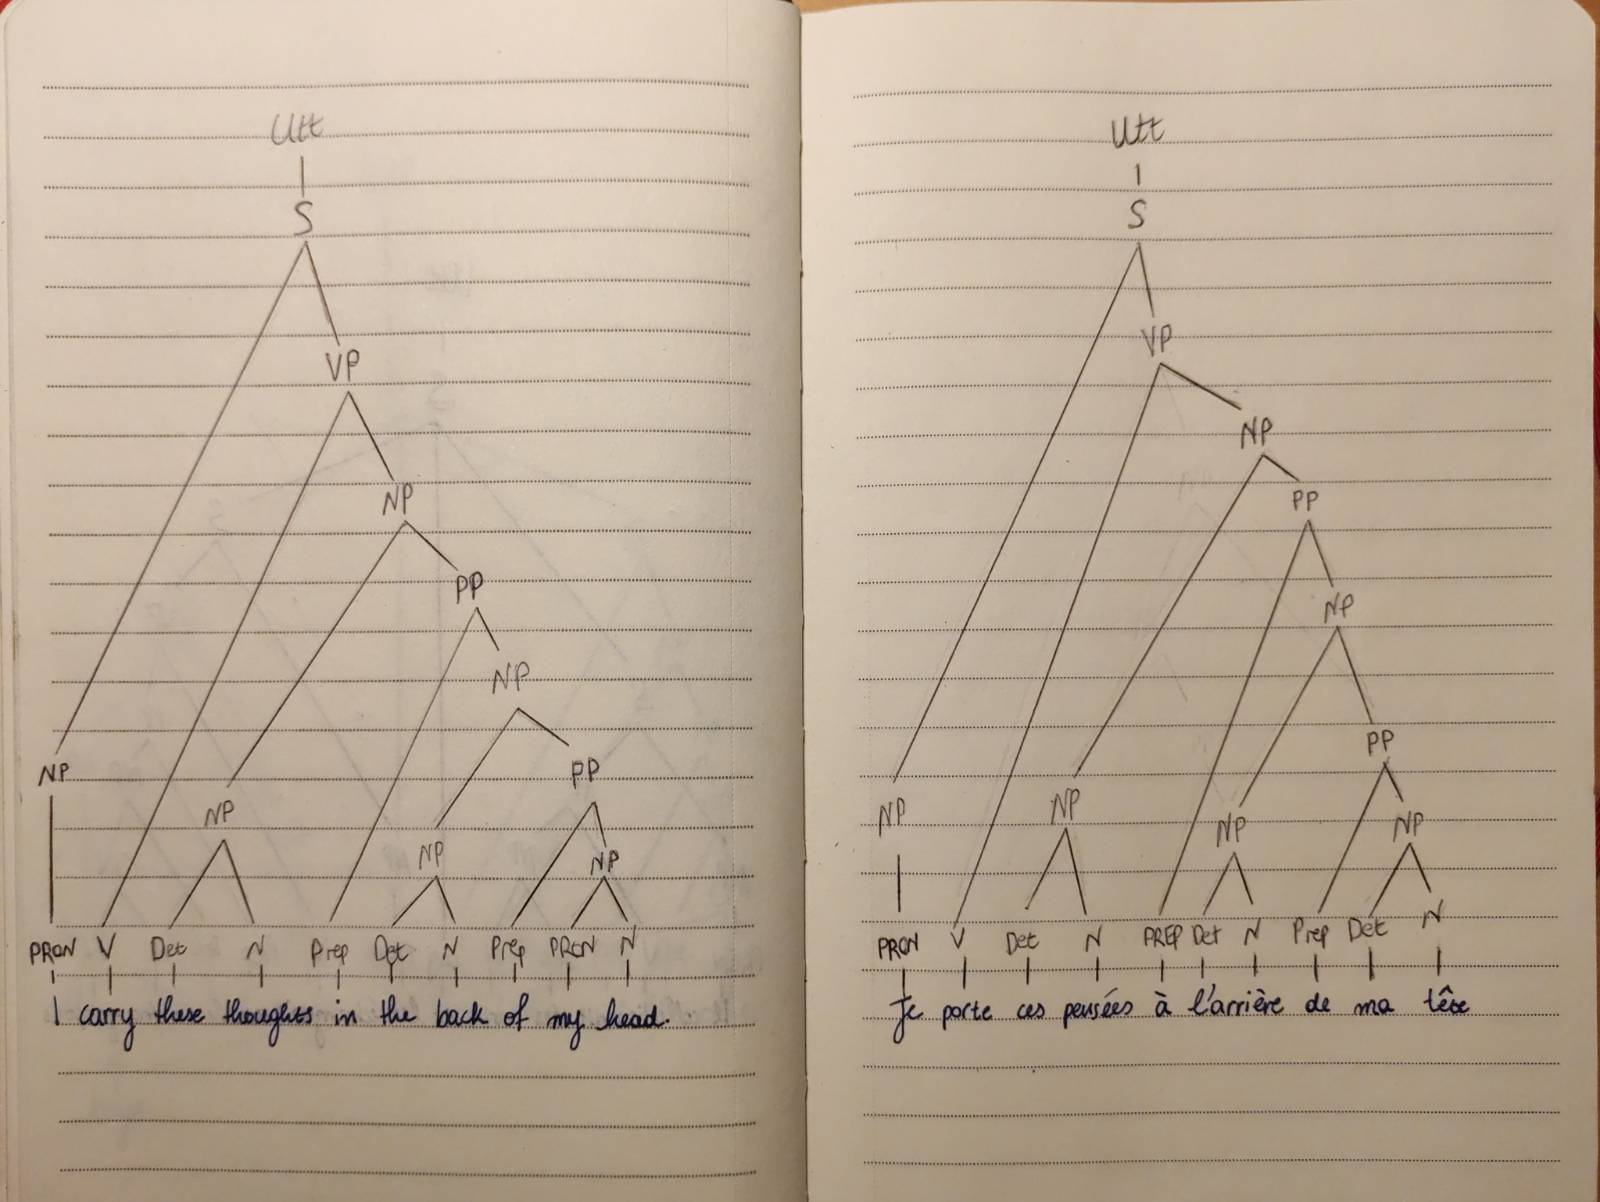 Utt
S
VP
NP
PP
NP
NP
PP
NP
NP
NP
PRON V Det N Prep Det N Prep PRON N
I carry these thoughts in the back of my head.
Utt
S
VP
NP
PP
NP
PP
NP NP NP NP
PRON V Det N PREP Det N Prep Det N
Je porte ces pensées à l'arrière de ma tête